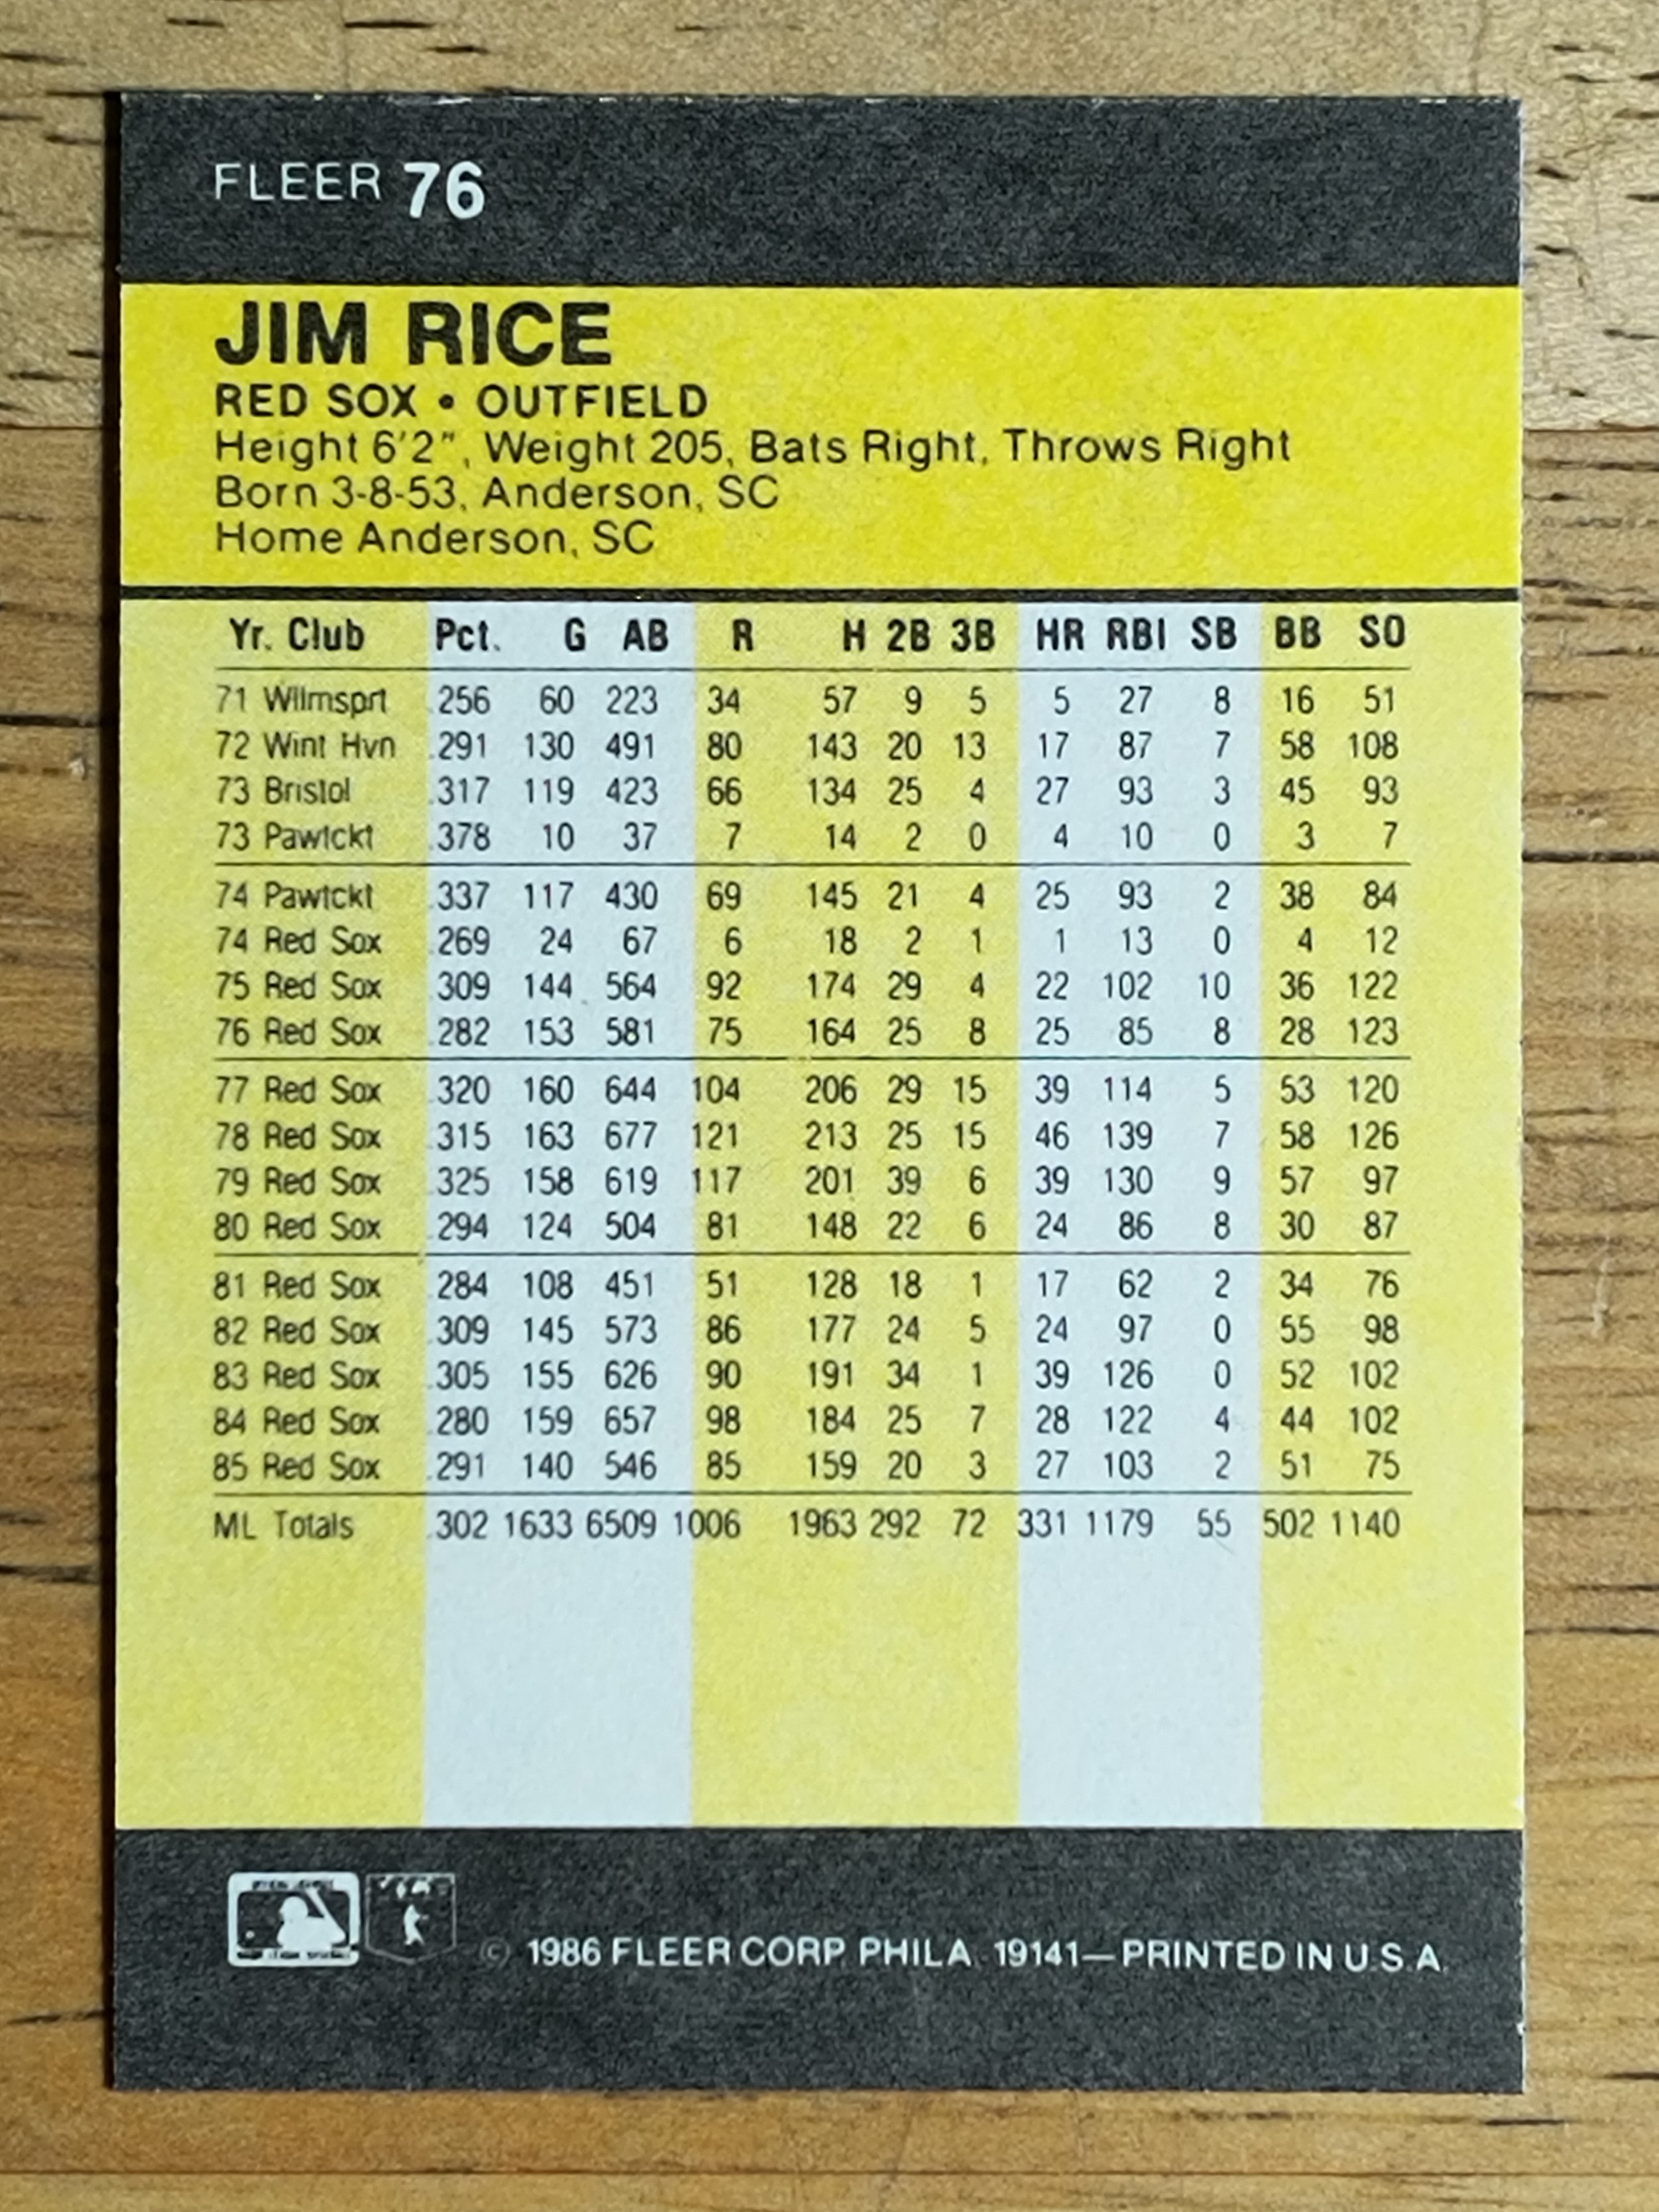 FLEER 76
JIM RICE
RED SOX • OUTFIELD
Height 6'2", Weight 205, Bats Right, Throws Right
Born 3-8-53, Anderson, SC
Home Anderson, SC
Yr. Club Pct. G AB R H 2B 3B HR RBI SB BB SO
71 Wllmsprt .256 60 223 34 57 9 5 5 27 8 16 51
72 Wint Hvn .291 130 491 80 143 20 13 17 87 7 58 108
73 Bristol .317 119 423 66 134 25 4 27 93 3 45 93
73 Pawtckt .378 10 37 7 14 2 0 4 10 0 3 7
74 Pawtckt .337 117 430 69 145 21 4 25 93 2 38 84
74 Red Sox .269 24 67 6 18 2 1 1 13 0 4 12
75 Red Sox .309 144 564 92 174 29 4 22 102 10 36 122
76 Red Sox .282 153 581 75 164 25 8 25 85 8 28 123
77 Red Sox .320 160 644 104 206 29 15 39 114 5 53 120
78 Red Sox .315 163 677 121 213 25 15 46 139 7 58 126
79 Red Sox .325 158 619 117 201 39 6 39 130 9 57 97
80 Red Sox .294 124 504 81 148 22 6 24 86 8 30 87
81 Red Sox .284 108 451 51 128 18 1 17 62 2 34 76
82 Red Sox .309 145 573 86 177 24 5 24 97 0 55 98
83 Red Sox .305 155 626 90 191 34 1 39 126 0 52 102
84 Red Sox .280 159 657 98 184 25 7 28 122 4 44 102
85 Red Sox .291 140 546 85 159 20 3 27 103 2 51 75
ML Totals .302 1633 6509 1006 1963 292 72 331 1179 55 502 1140
© 1986 FLEER CORP. PHILA. 19141—PRINTED IN U.S.A.